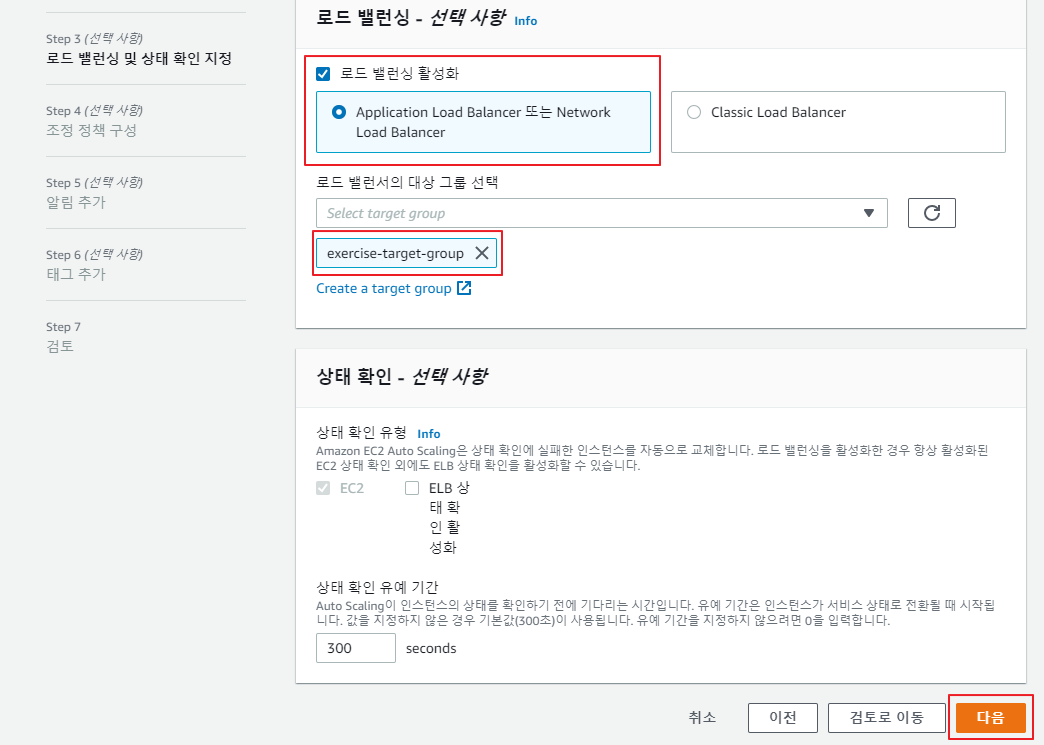 Step 3 (선택 사항)
로드 밸런싱 및 상태 확인 지정
Step 4 (선택 사항)
조정 정책 구성
Step 5 (선택 사항)
알림 추가
Step 6 (선택 사항)
태그 추가
Step 7
검토
로드 밸런싱 - 선택 사항 Info
로드 밸런싱 활성화
Application Load Balancer 또는 Network
Load Balancer
Classic Load Balancer
로드 밸런서의 대상 그룹 선택
Select target group
exercise-target-group
Create a target group
상태 확인 - 선택 사항
상태 확인 유형 Info
Amazon EC2 Auto Scaling은 상태 확인에 실패한 인스턴스를 자동으로 교체합니다. 로드 밸런싱을 활성화한 경우 항상 활성화된
EC2 상태 확인 외에도 ELB 상태 확인을 활성화할 수 있습니다.
EC2
ELB 상
태 확
인 활
성화
상태 확인 유예 기간
Auto Scaling이 인스턴스의 상태를 확인하기 전에 기다리는 시간입니다. 유예 기간은 인스턴스가 서비스 상태로 전환될 때 시작됩
니다. 값을 지정하지 않은 경우 기본값(300초)이 사용됩니다. 유예 기간을 지정하지 않으려면 0을 입력합니다.
300 seconds
취소 이전 검토로 이동 다음